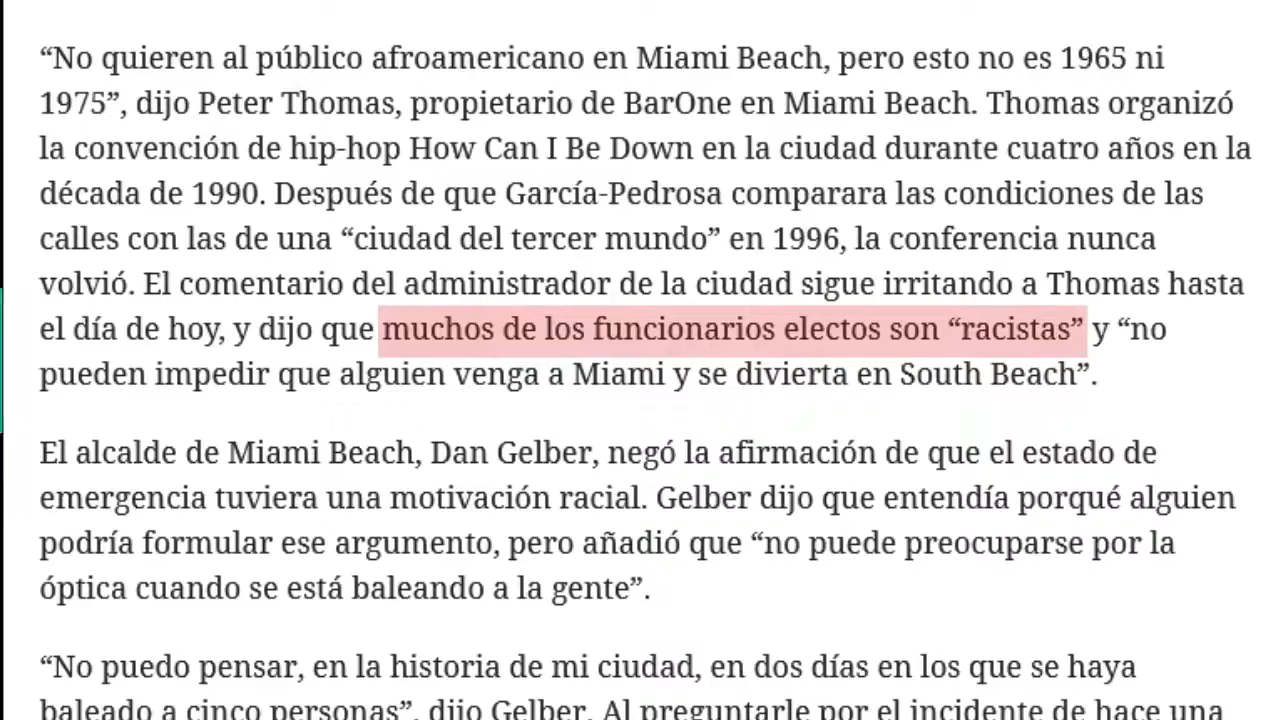 “No quieren al público afroamericano en Miami Beach, pero esto no es 1965 ni
1975”, dijo Peter Thomas, propietario de BarOne en Miami Beach. Thomas organizó
la convención de hip-hop How Can I Be Down en la ciudad durante cuatro años en la
década de 1990. Después de que García-Pedrosa comparara las condiciones de las
calles con las de una “ciudad del tercer mundo” en 1996, la conferencia nunca
volvió. El comentario del administrador de la ciudad sigue irritando a Thomas hasta
el día de hoy, y dijo que muchos de los funcionarios electos son “racistas” y “no
pueden impedir que alguien venga a Miami y se divierta en South Beach”.
El alcalde de Miami Beach, Dan Gelber, negó la afirmación de que el estado de
emergencia tuviera una motivación racial. Gelber dijo que entendía porqué alguien
podría formular ese argumento, pero añadió que “no puede preocuparse por la
óptica cuando se está baleando a la gente”.
“No puedo pensar, en la historia de mi ciudad, en dos días en los que se haya
baleado a cinco personas”, dijo Gelber. Al preguntarle por el incidente de hace una